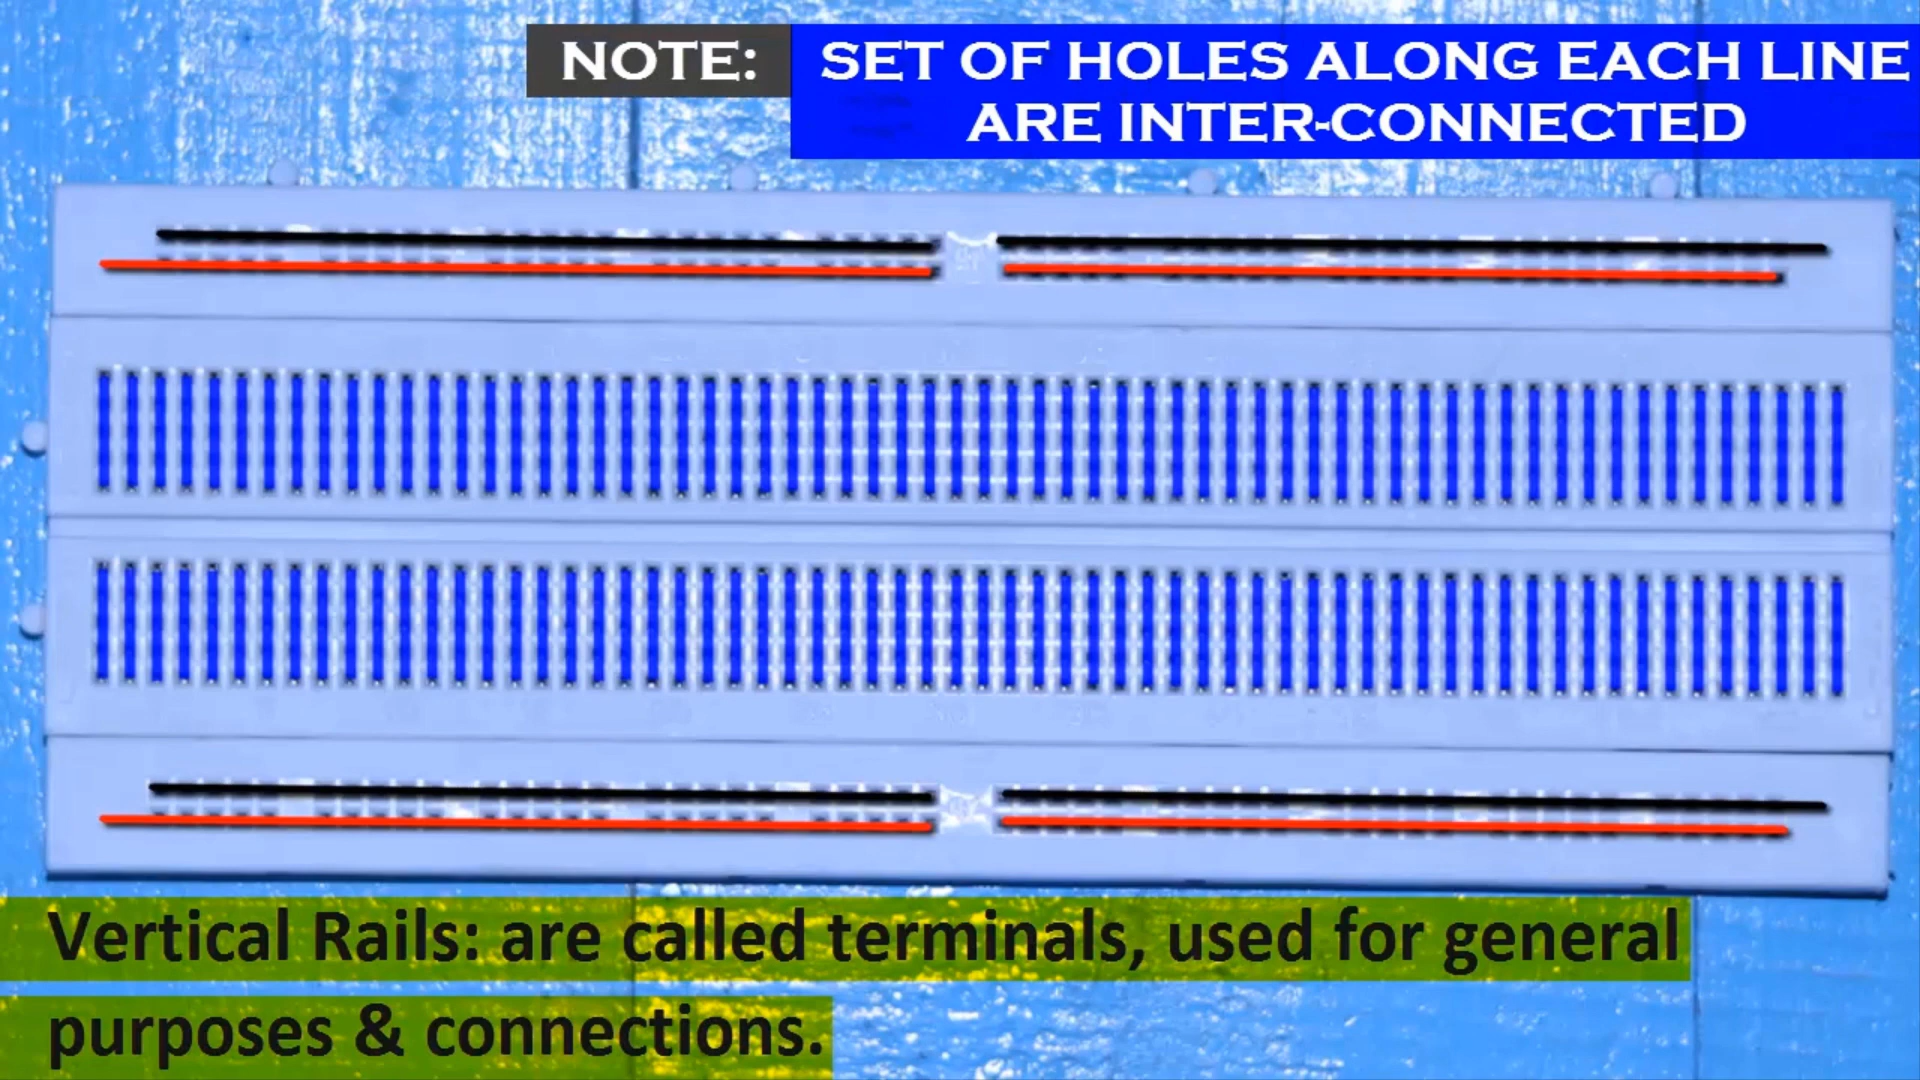 NOTE: SET OF HOLES ALONG EACH LINE
ARE INTER-CONNECTED
Vertical Rails: are called terminals, used for general
purposes & connections.